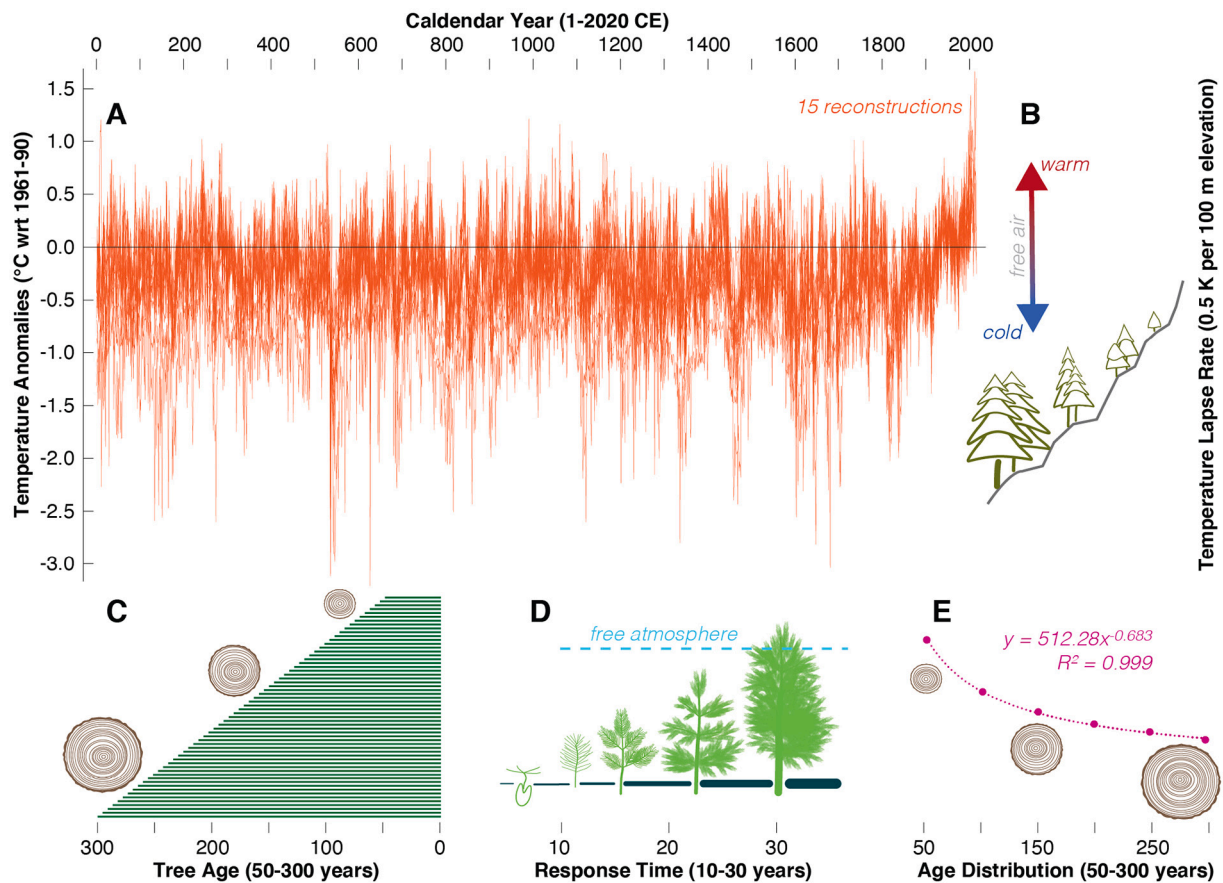 Caldendar Year (1-2020 CE)
0 200 400 600 800 1000 1200 1400 1600 1800 2000
Temperature Anomalies (°C wrt 1961-90)
1.5
1.0
0.5
0.0
-0.5
-1.0
-1.5
-2.0
-2.5
-3.0
A
15 reconstructions
B
warm
free air
cold
Temperature Lapse Rate (0.5 K per 100 m elevation)
C
300 200 100 0
Tree Age (50-300 years)
D
free atmosphere
10 20 30
Response Time (10-30 years)
E
y = 512.28x-0.683
R² = 0.999
50 150 250
Age Distribution (50-300 years)